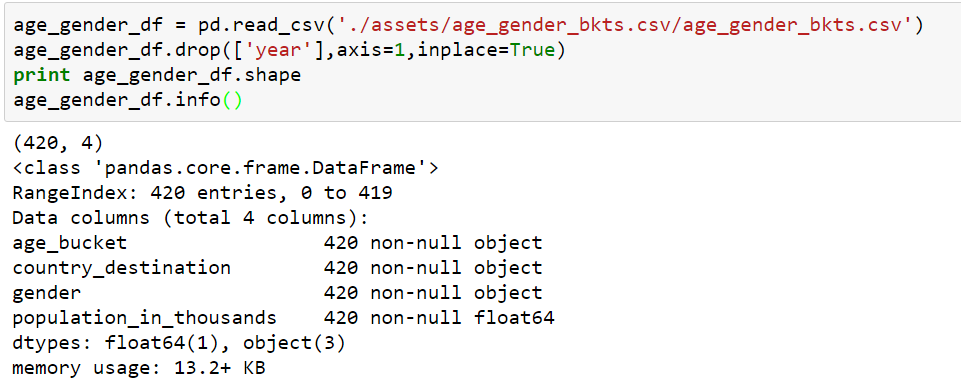 age_gender_df = pd.read_csv('./assets/age_gender_bkts.csv/age_gender_bkts.csv')
age_gender_df.drop(['year'],axis=1,inplace=True)
print age_gender_df.shape
age_gender_df.info()
(420, 4)
<class 'pandas.core.frame.DataFrame'>
RangeIndex: 420 entries, 0 to 419
Data columns (total 4 columns):
age_bucket                420 non-null object
country_destination       420 non-null object
gender                    420 non-null object
population_in_thousands    420 non-null float64
dtypes: float64(1), object(3)
memory usage: 13.2+ KB